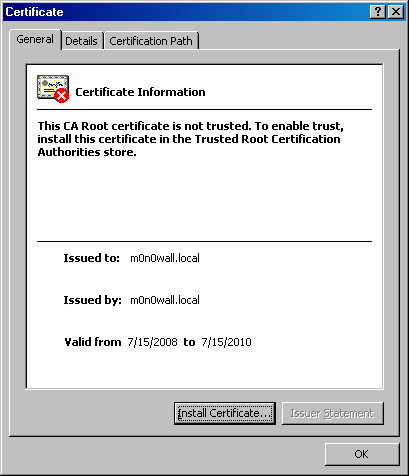 Certificate
General Details Certification Path
Certificate Information
This CA Root certificate is not trusted. To enable trust,
install this certificate in the Trusted Root Certification
Authorities store.
Issued to: m0n0wall.local
Issued by: m0n0wall.local
Valid from 7/15/2008 to 7/15/2010
Install Certificate... Issuer Statement
OK